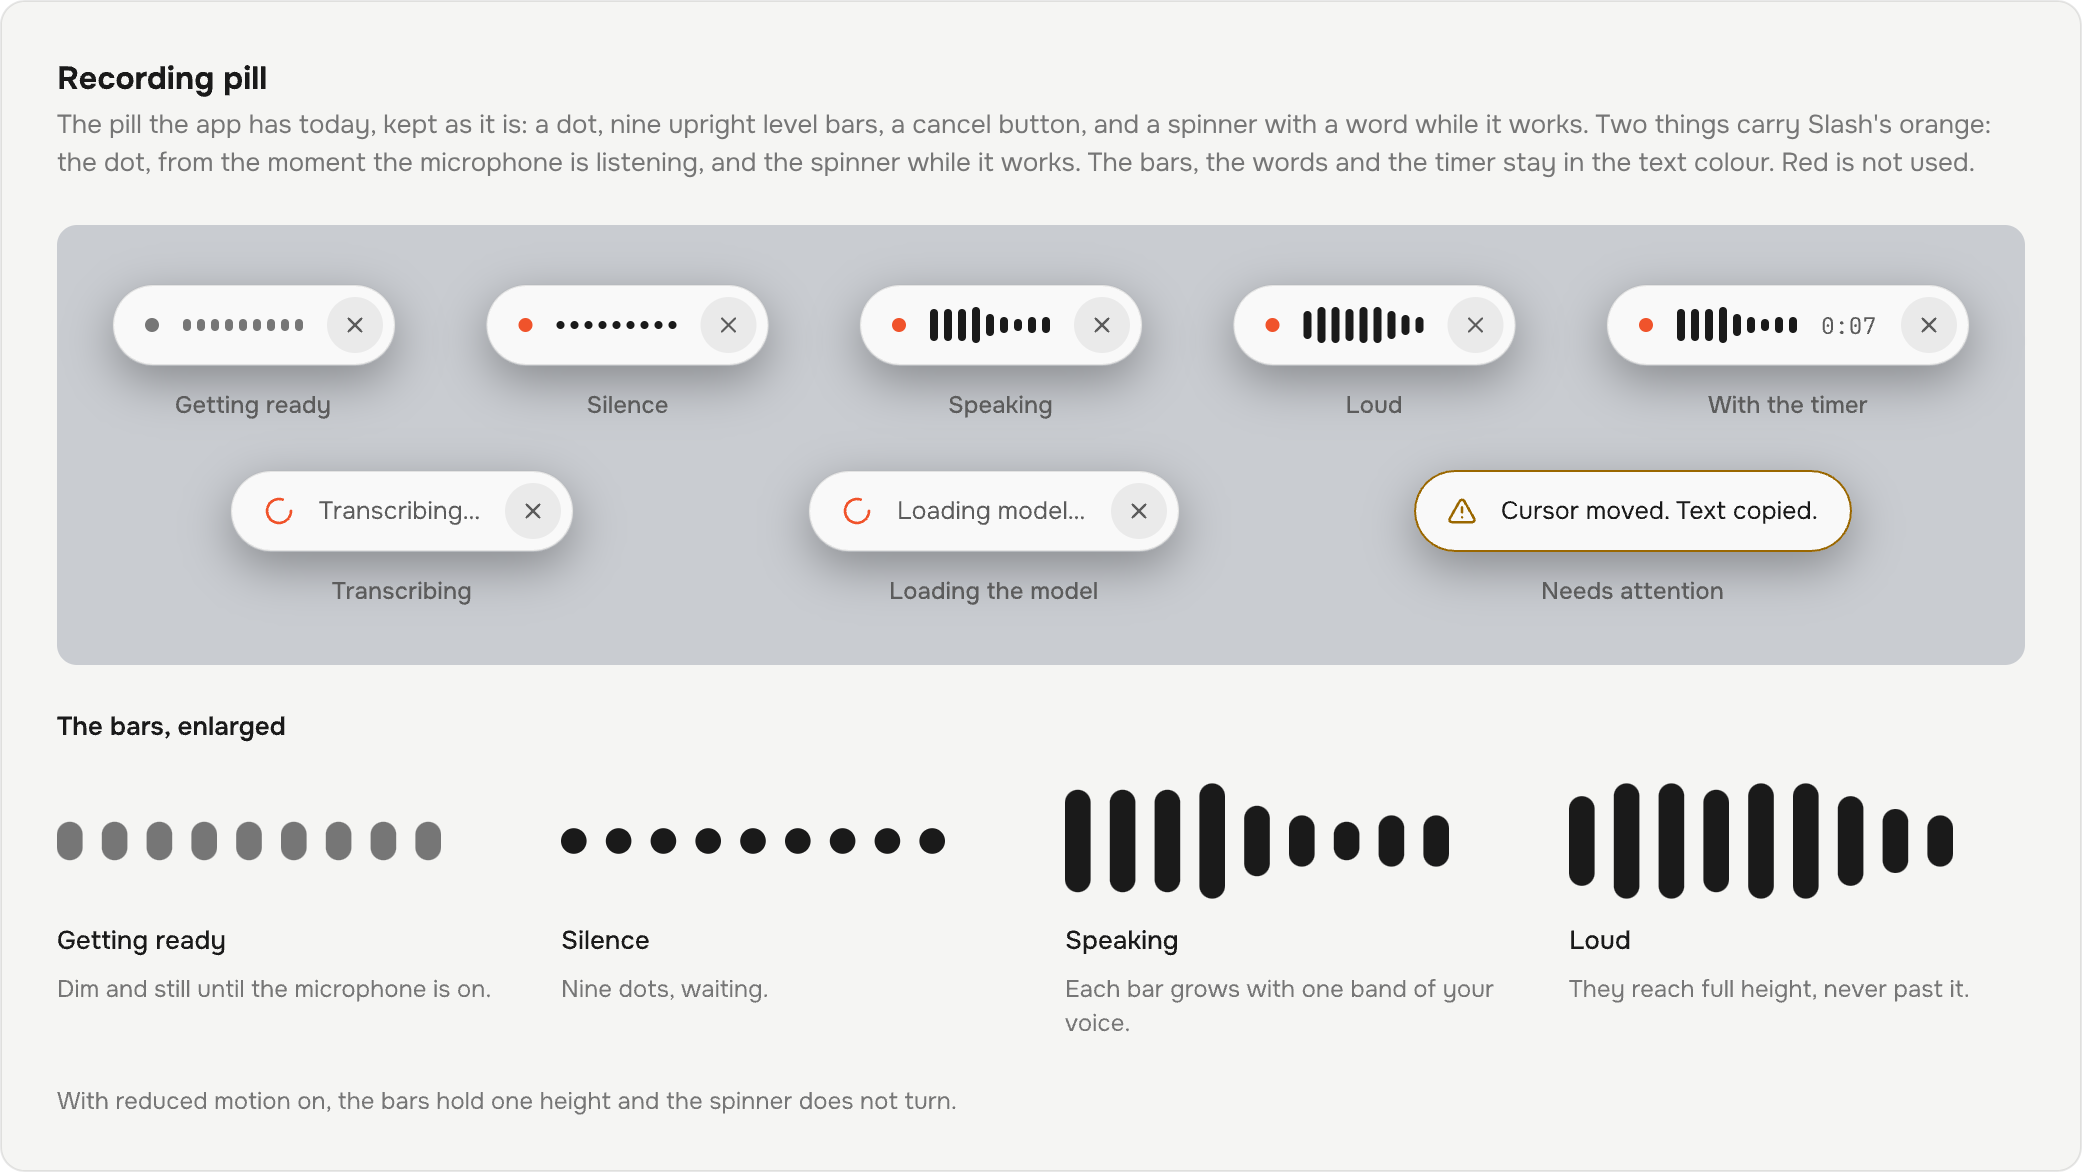 Recording pill
The pill the app has today, kept as it is: a dot, nine upright level bars, a cancel button, and a spinner with a word while it works. Two things carry Slash's orange:
the dot, from the moment the microphone is listening, and the spinner while it works. The bars, the words and the timer stay in the text colour. Red is not used.
0:07
Getting ready
Silence
Speaking
Loud
With the timer
Transcribing...
Loading model...
Cursor moved. Text copied.
Transcribing
Loading the model
Needs attention
The bars, enlarged
Getting ready
Silence
Speaking
Loud
Dim and still until the microphone is on.
Nine dots, waiting.
Each bar grows with one band of your
voice.
They reach full height, never past it.
With reduced motion on, the bars hold one height and the spinner does not turn.